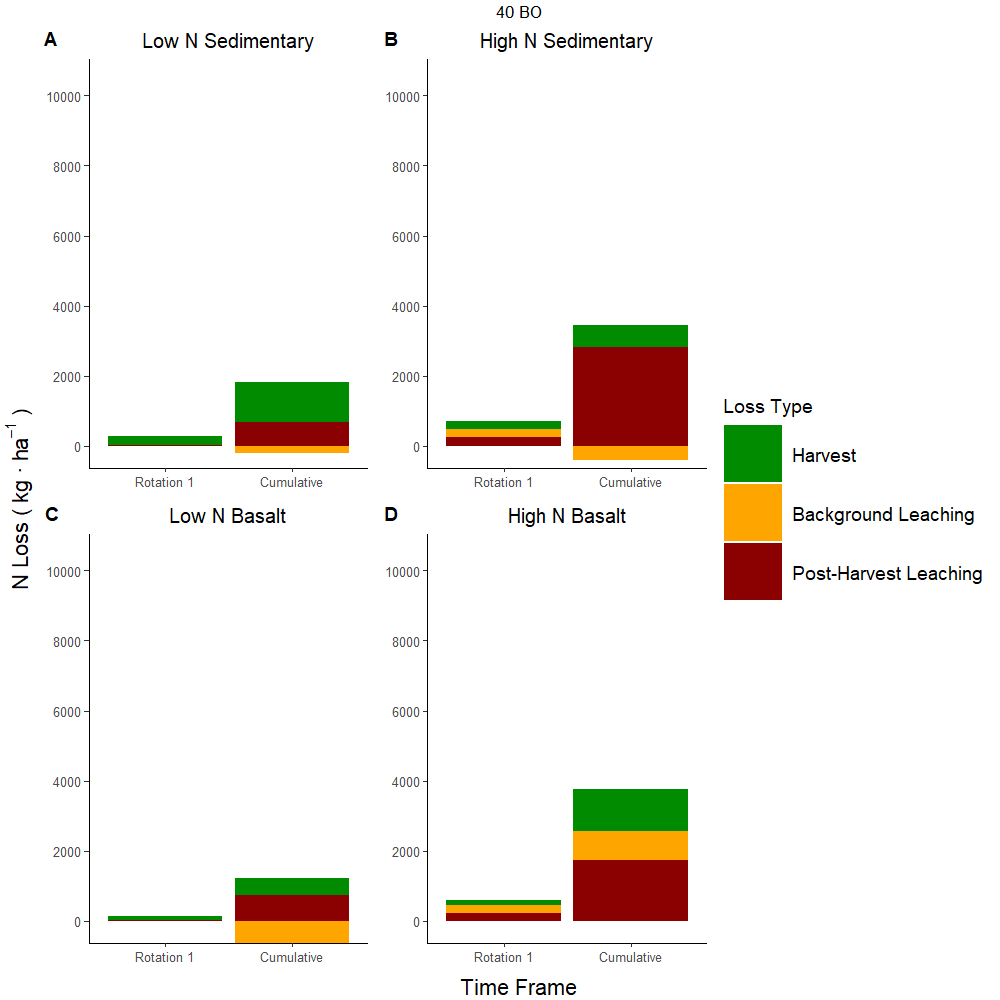 40 BO
A Low N Sedimentary
10000
8000
6000
4000
2000
0
Rotation 1 Cumulative
B High N Sedimentary
10000
8000
6000
4000
2000
0
Rotation 1 Cumulative
C Low N Basalt
10000
8000
6000
4000
2000
0
Rotation 1 Cumulative
D High N Basalt
10000
8000
6000
4000
2000
0
Rotation 1 Cumulative
N Loss ( kg · ha⁻¹ )
Time Frame
Loss Type
Harvest
Background Leaching
Post-Harvest Leaching